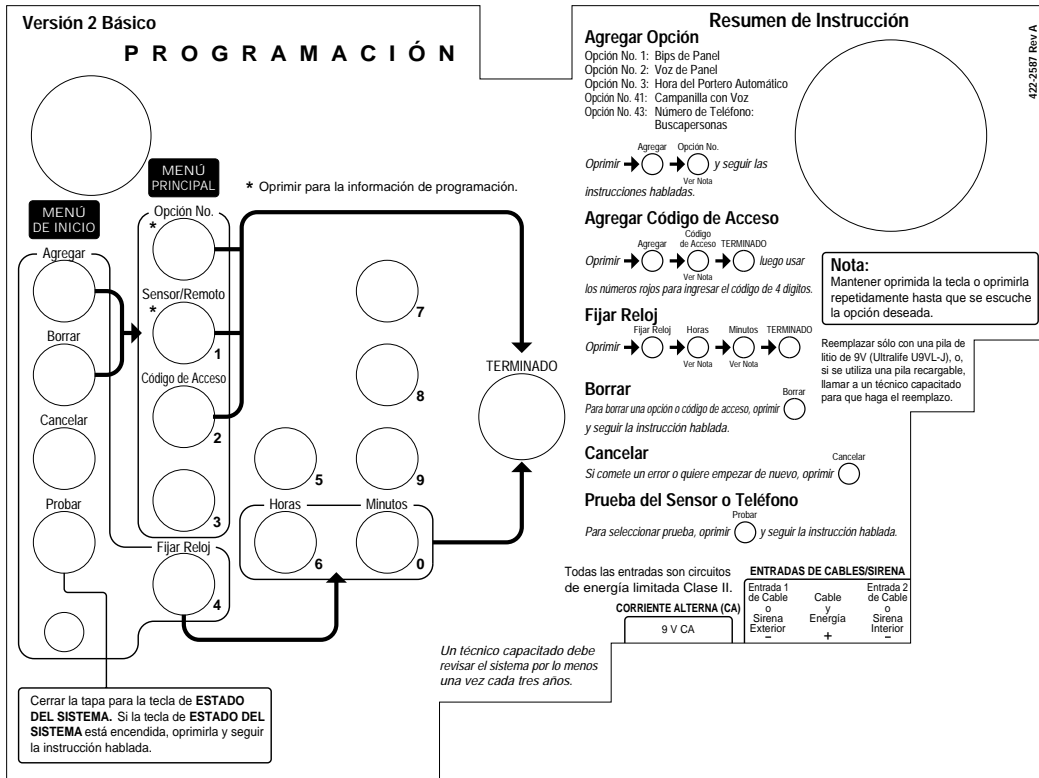 Versión 2 Básico
PROGRAMACIÓN
MENÚ
PRINCIPAL
* Oprimir para la información de programación.
MENÚ
DE INICIO
Opción No.
*
Agregar
Sensor/Remoto
*
1
7
Borrar
Código de Acceso
2
8
TERMINADO
Cancelar
3
5
9
Probar
Horas
6
Minutos
0
Fijar Reloj
4
Cerrar la tapa para la tecla de ESTADO
DEL SISTEMA. Si la tecla de ESTADO DEL
SISTEMA está encendida, oprimirla y seguir
la instrucción hablada.
Un técnico capacitado debe
revisar el sistema por lo menos
una vez cada tres años.
Resumen de Instrucción
422-2587 Rev A
Agregar Opción
Opción No. 1: Bips de Panel
Opción No. 2: Voz de Panel
Opción No. 3: Hora del Portero Automático
Opción No. 41: Campanilla con Voz
Opción No. 43: Número de Teléfono:
Buscapersonas
Agregar Opción No.
Oprimir y seguir las
Ver Nota
instrucciones habladas.
Agregar Código de Acceso
Código
Agregar de Acceso TERMINADO
Oprimir luego usar
Ver Nota
los números rojos para ingresar el código de 4 digitos.
Nota:
Mantener oprimida la tecla o oprimirla
repetidamente hasta que se escuche
la opción deseada.
Fijar Reloj
Fijar Reloj Horas Minutos TERMINADO
Oprimir
Ver Nota Ver Nota
Reemplazar sólo con una pila de
litio de 9V (Ultralife U9VL-J), o,
si se utiliza una pila recargable,
llamar a un técnico capacitado
para que haga el reemplazo.
Borrar
Borrar
Para borrar una opción o código de acceso, oprimir
y seguir la instrucción hablada.
Cancelar
Cancelar
Si comete un error o quiere empezar de nuevo, oprimir
Prueba del Sensor o Teléfono
Probar
Para seleccionar prueba, oprimir y seguir la instrucción hablada.
Todas las entradas son circuitos
de energía limitada Clase II.
CORRIENTE ALTERNA (CA)
9 V CA
ENTRADAS DE CABLES/SIRENA
Entrada 1
de Cable
o
Sirena
Exterior
–
Cable
y
Energía
+
Entrada 2
de Cable
o
Sirena
Interior
–